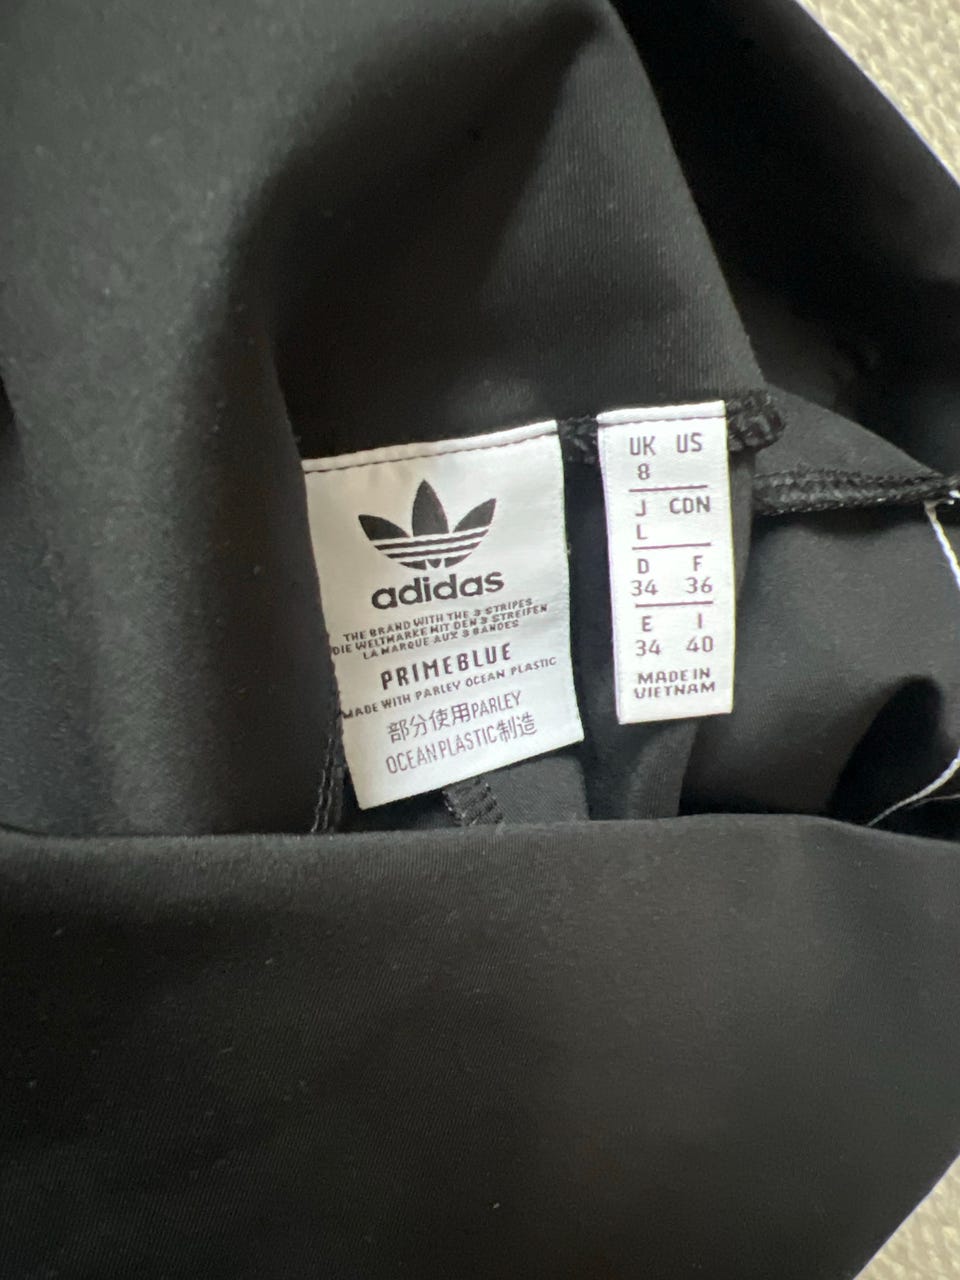 adidas
THE BRAND WITH THE 3 STRIPES
DIE WELTMARKE MIT DEN 3 STREIFEN
LA MARQUE AUX 3 BANDES
PRIMEBLUE
MADE WITH PARLEY OCEAN PLASTIC
部分使用PARLEY
OCEAN PLASTIC制造
UK US
8
J CDN
L
D F
34 36
E I
34 40
MADE IN
VIETNAM